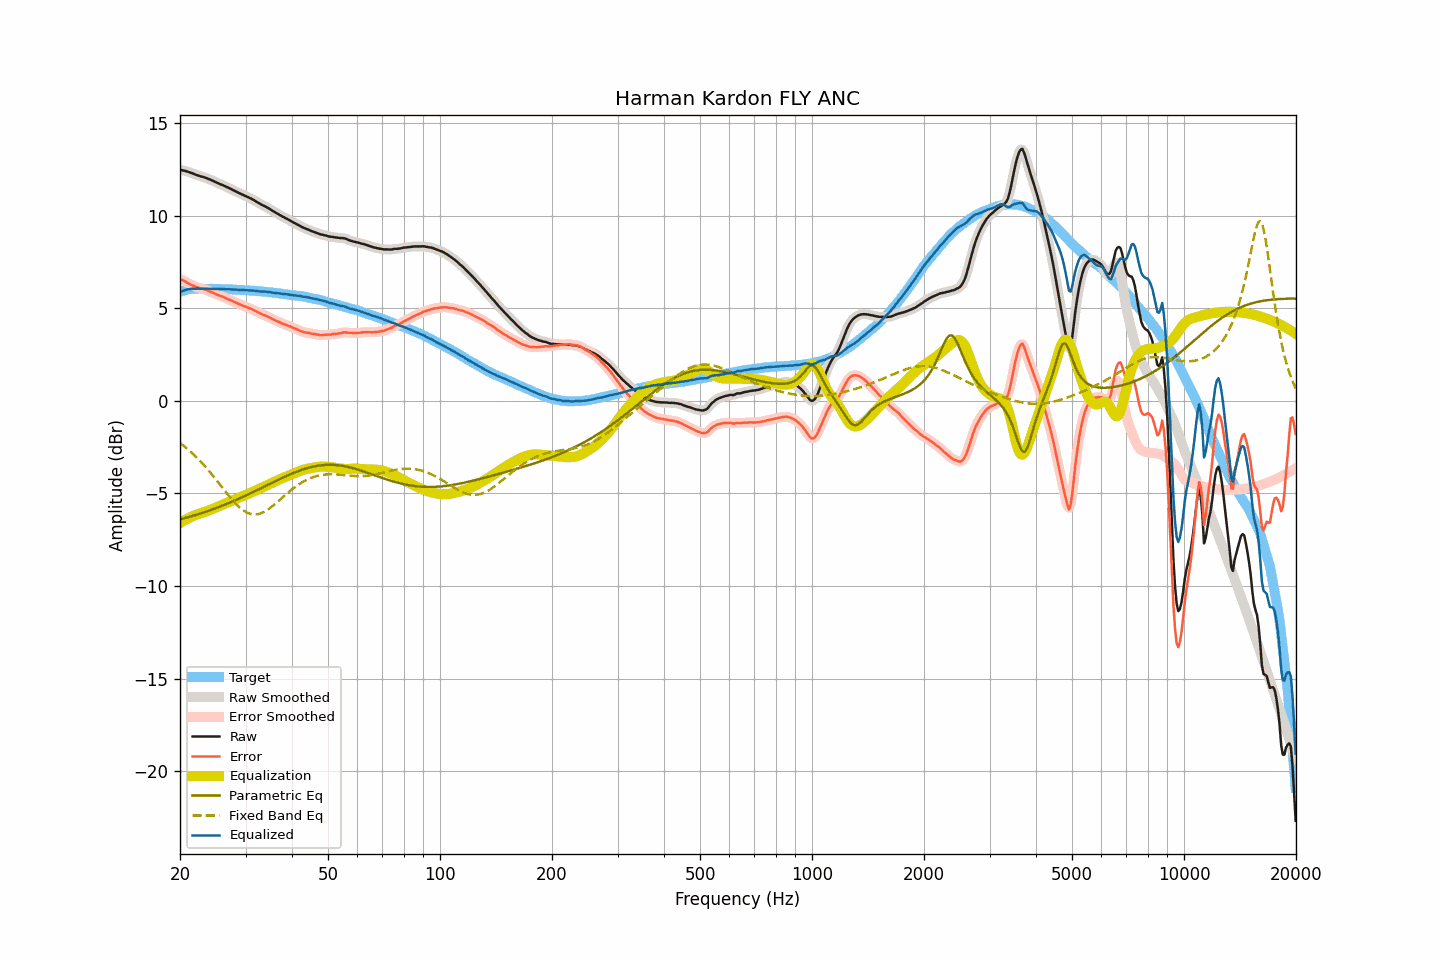 Harman Kardon FLY ANC
15
10
5
0
−5
−10
−15
−20
Amplitude (dBr)
Target
Raw Smoothed
Error Smoothed
Raw
Error
Equalization
Parametric Eq
Fixed Band Eq
Equalized
20 50 100 200 500 1000 2000 5000 10000 20000
Frequency (Hz)